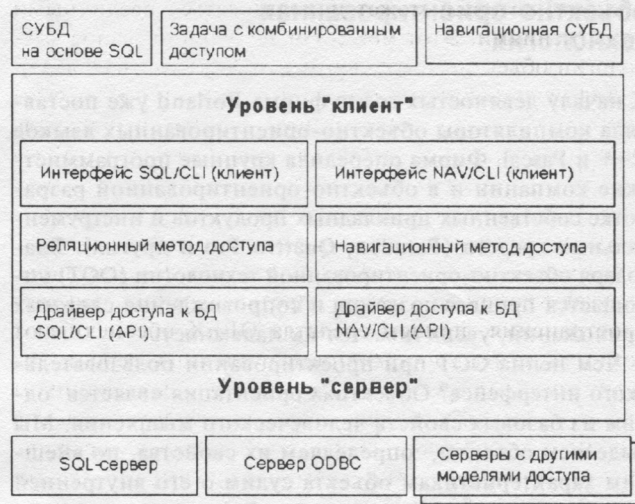 СУБД
на основе SQL
Задача с комбинированным
доступом
Навигационная СУБД
Уровень "клиент"
Интерфейс SQL/CLI (клиент)
Интерфейс NAV/CLI (клиент)
Реляционный метод доступа
Навигационный метод доступа
Драйвер доступа к БД
SQL/CLI (API)
Драйвер доступа к БД
NAV/CLI (API)
Уровень "сервер"
SQL-сервер
Сервер ODBC
Серверы с другими
моделями доступа